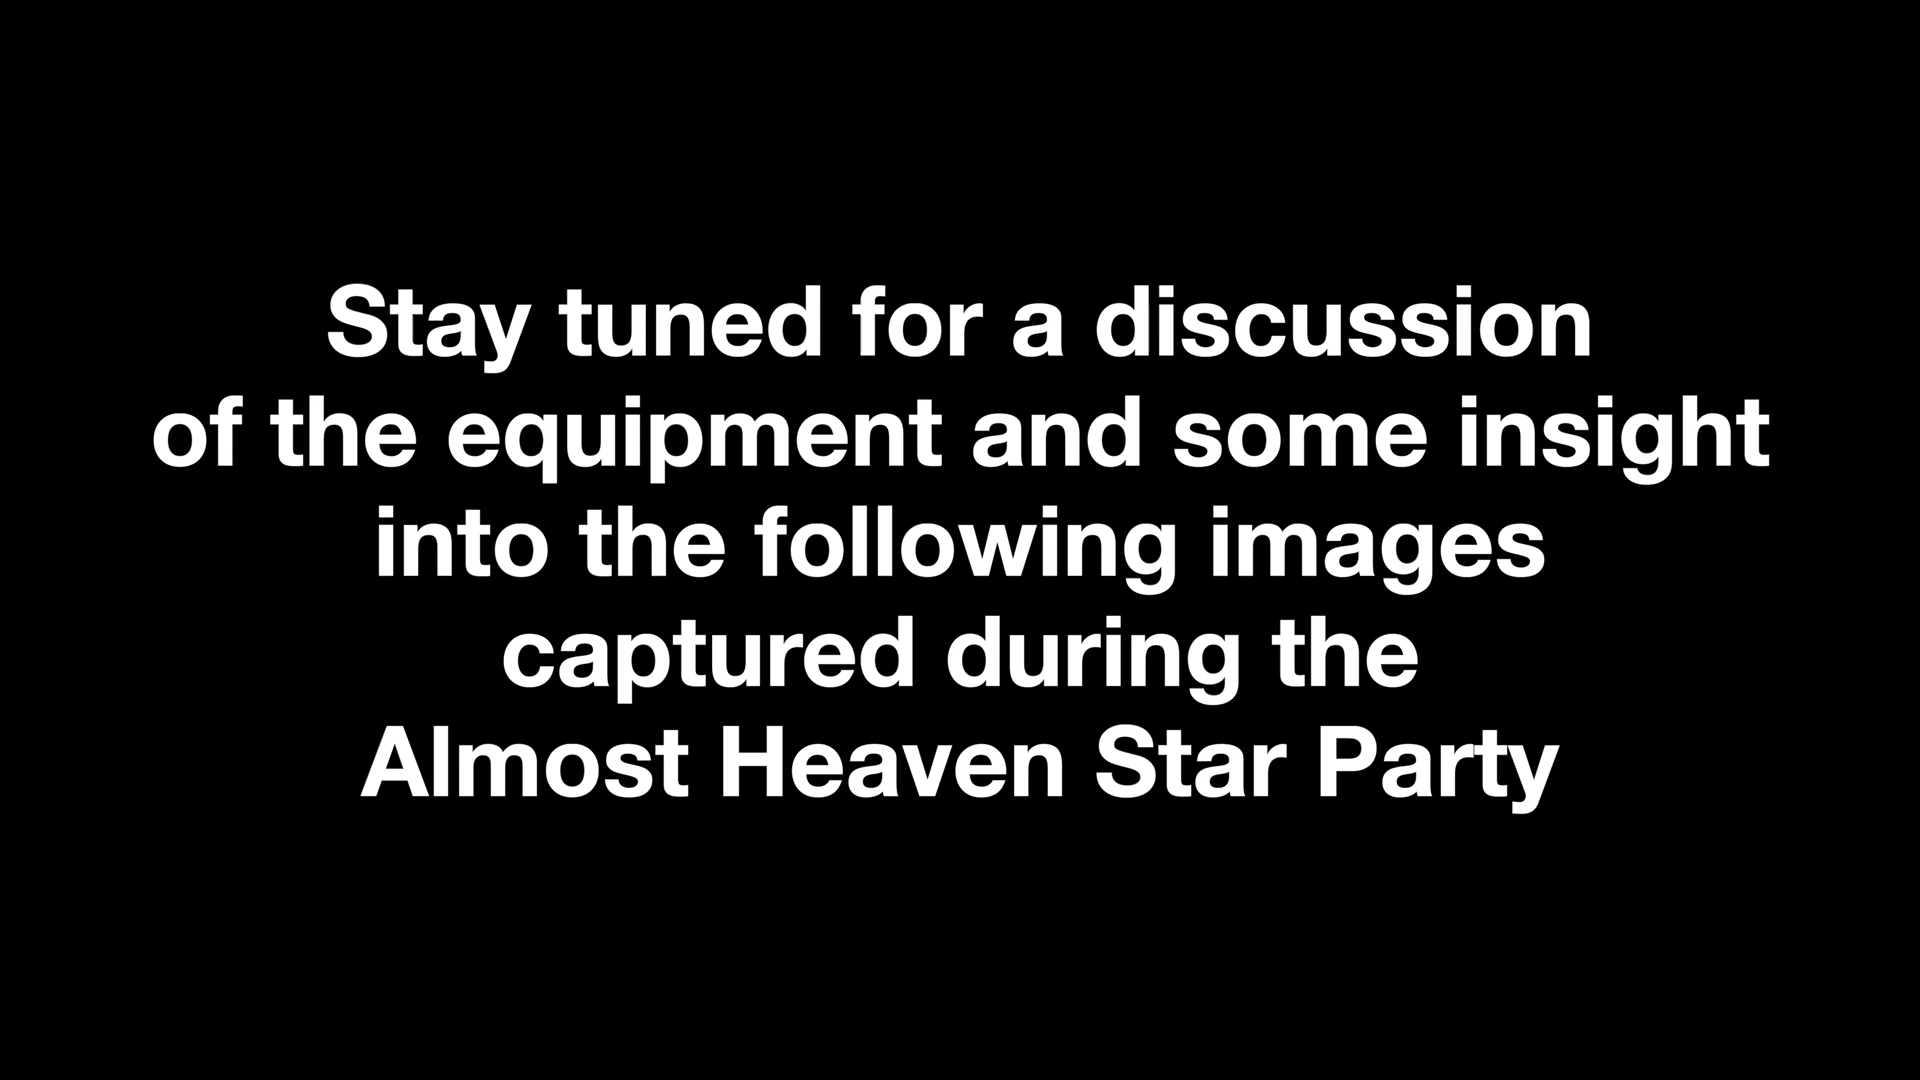 Stay tuned for a discussion
of the equipment and some insight
into the following images
captured during the
Almost Heaven Star Party